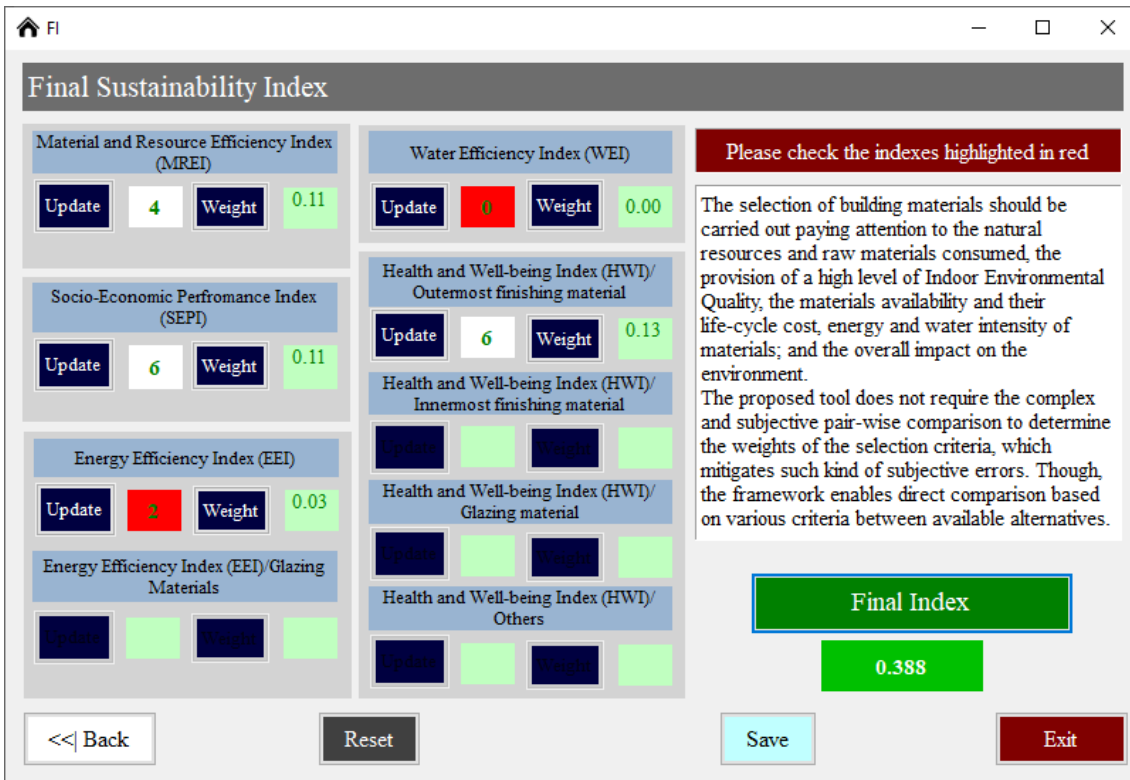 FI
Final Sustainability Index
Material and Resource Efficiency Index
(MREI)
Update
4
Weight
0.11
Socio-Economic Perfromance Index
(SEPI)
Update
6
Weight
0.11
Energy Efficiency Index (EEI)
Update
2
Weight
0.03
Energy Efficiency Index (EEI)/Glazing
Materials
Update
Weight
Water Efficiency Index (WEI)
Update
0
Weight
0.00
Health and Well-being Index (HWI)/
Outermost finishing material
Update
6
Weight
0.13
Health and Well-being Index (HWI)/
Innermost finishing material
Update
Weight
Health and Well-being Index (HWI)/
Glazing material
Update
Weight
Health and Well-being Index (HWI)/
Others
Update
Weight
Please check the indexes highlighted in red
The selection of building materials should be
carried out paying attention to the natural
resources and raw materials consumed, the
provision of a high level of Indoor Environmental
Quality, the materials availability and their
life-cycle cost, energy and water intensity of
materials; and the overall impact on the
environment.
The proposed tool does not require the complex
and subjective pair-wise comparison to determine
the weights of the selection criteria, which
mitigates such kind of subjective errors. Though,
the framework enables direct comparison based
on various criteria between available alternatives.
Final Index
0.388
<<| Back
Reset
Save
Exit